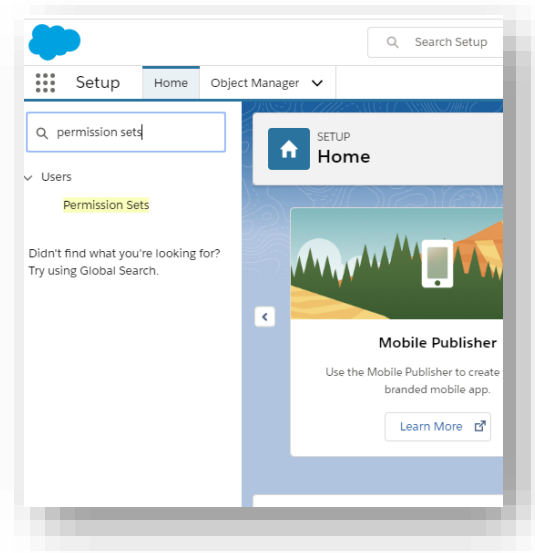 Search Setup
Setup
Home
Object Manager
permission sets
SETUP
Home
Users
Permission Sets
Didn't find what you're looking for?
Try using Global Search.
Mobile Publisher
Use the Mobile Publisher to create
branded mobile app.
Learn More